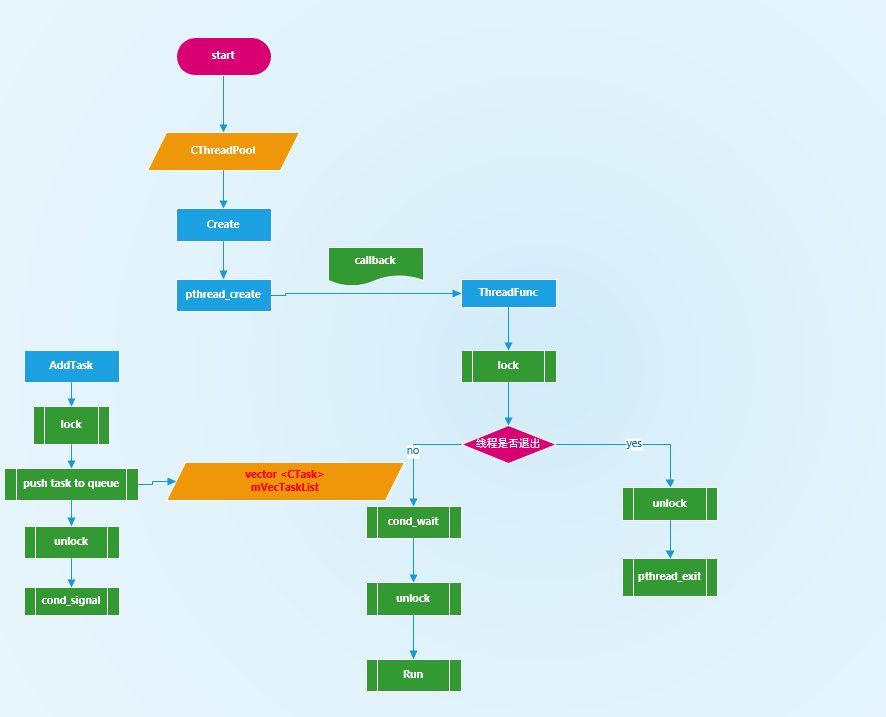 start
CThreadPool
Create
callback
pthread_create
ThreadFunc
AddTask
lock
lock
线程是否退出
no
yes
push task to queue
vector <CTask>
mVecTaskList
unlock
cond_wait
unlock
cond_signal
pthread_exit
unlock
Run